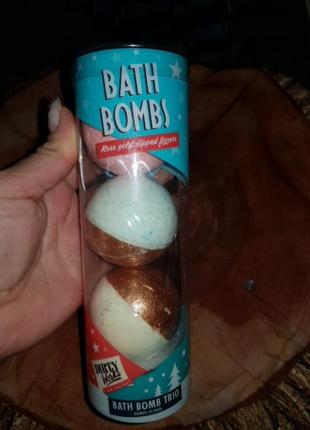 BATH
BOMBS
Rose gold dipped fizzers
DIRTY
Works
BATH BOMB TRIO